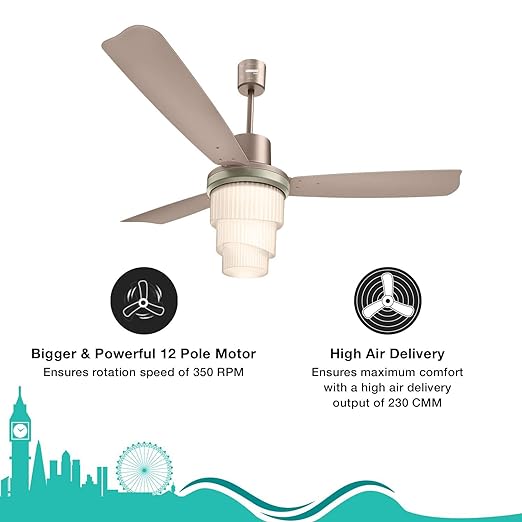 Bigger & Powerful 12 Pole Motor
Ensures rotation speed of 350 RPM
High Air Delivery
Ensures maximum comfort
with a high air delivery
output of 230 CMM